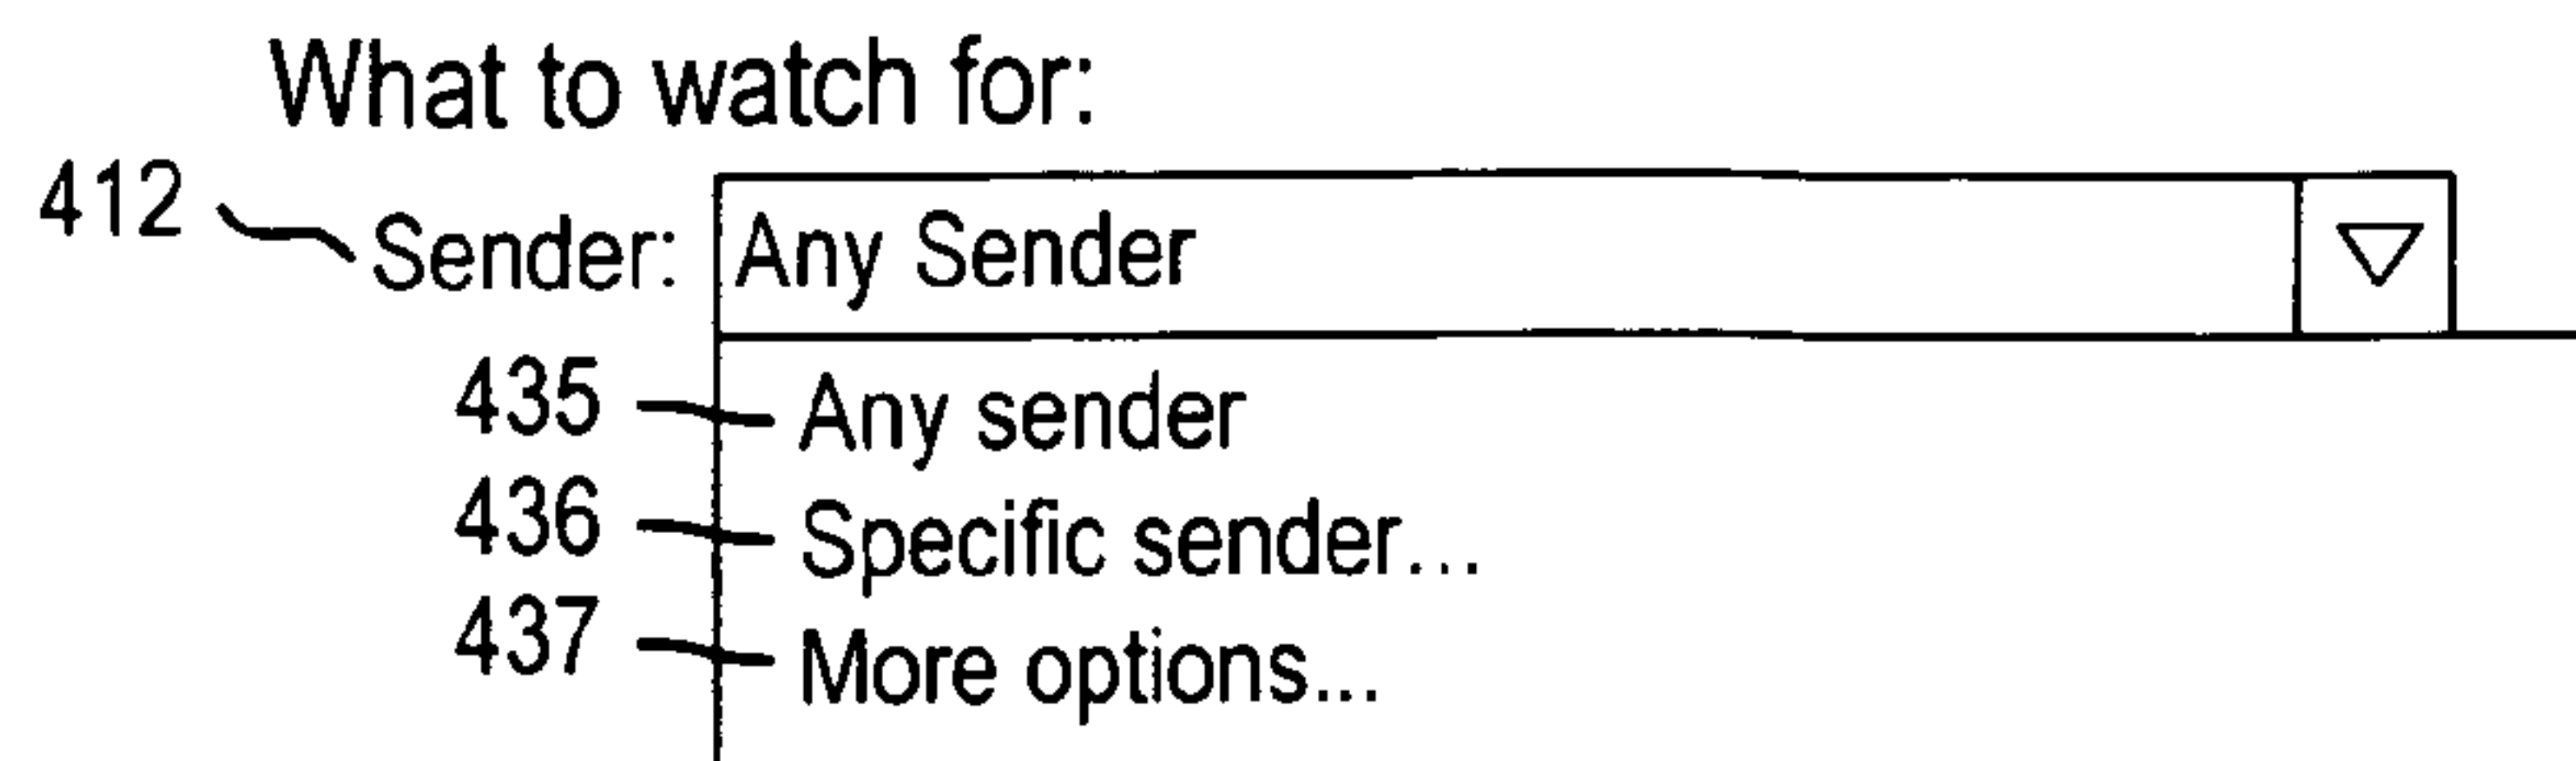 What to watch for:
412 Sender: Any Sender
435 Any sender
436 Specific sender...
437 More options...